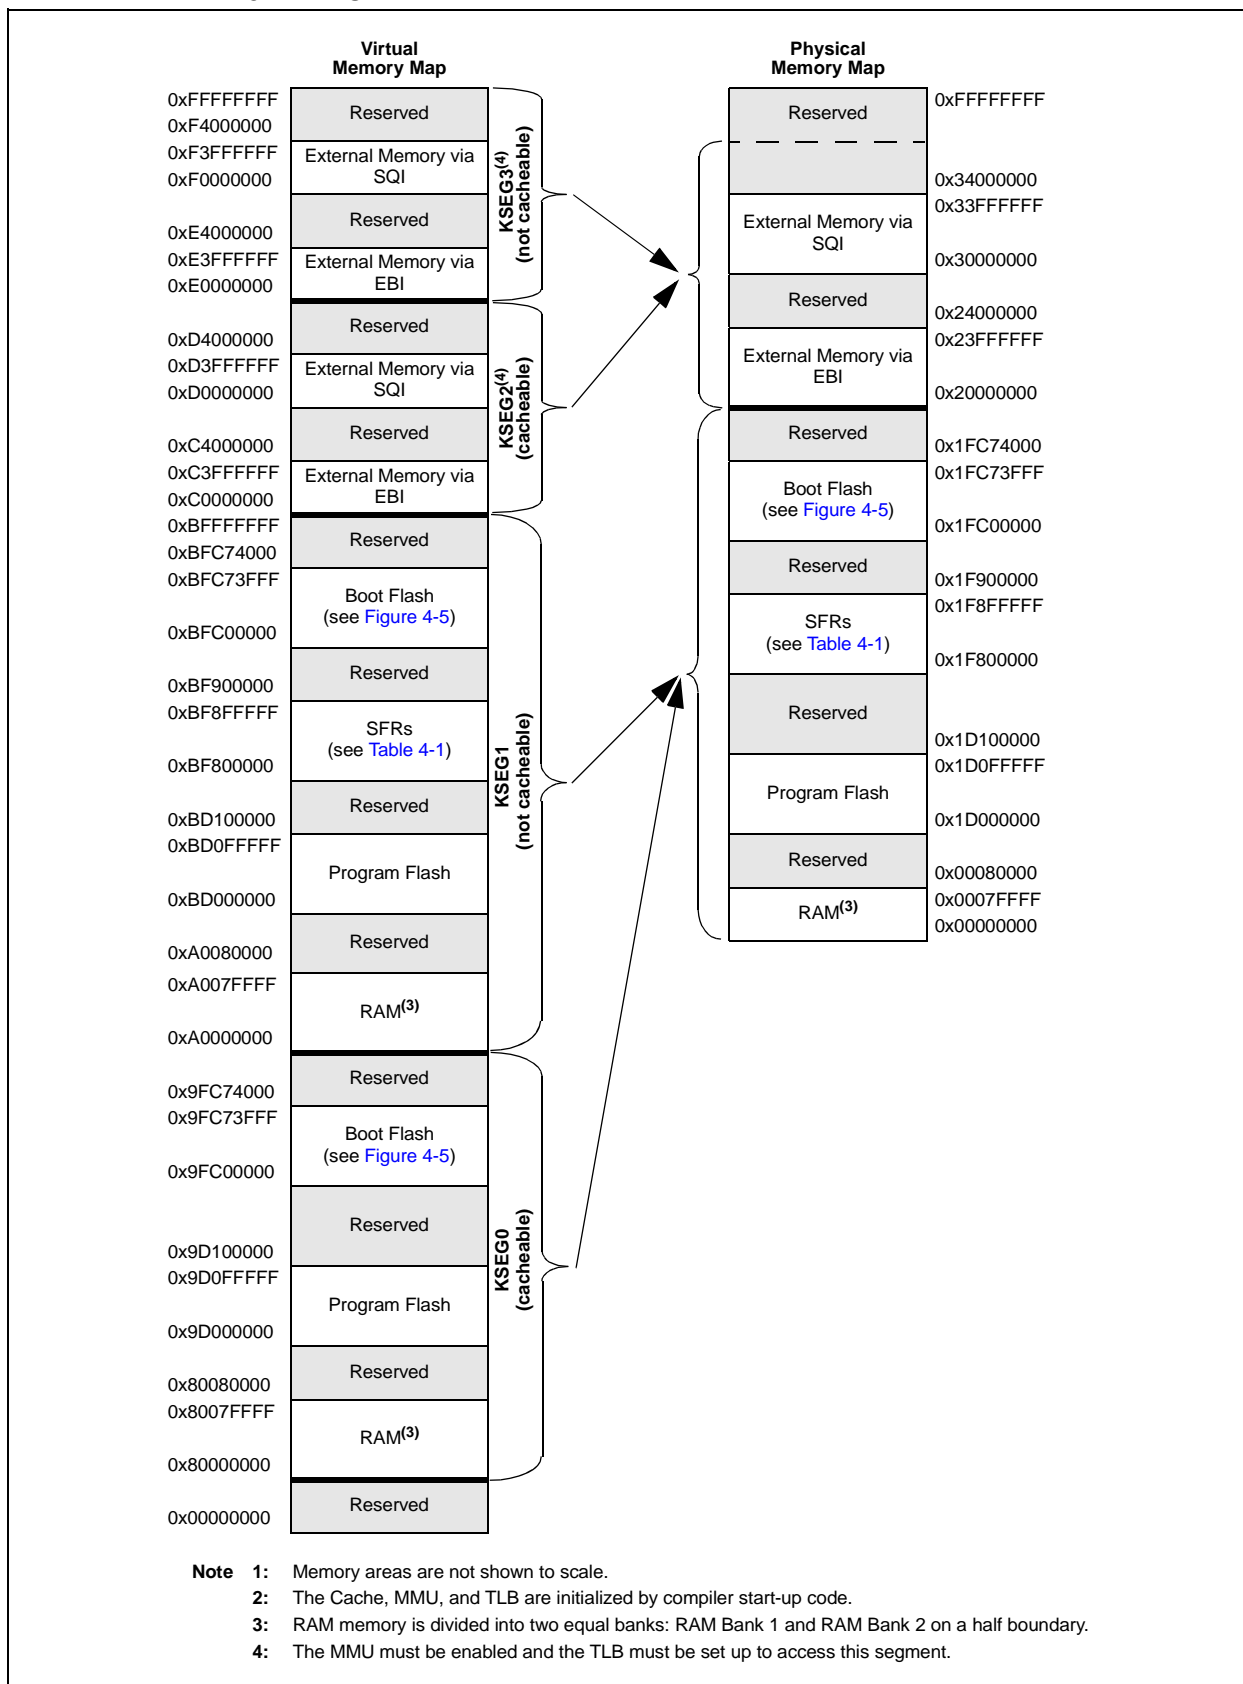 Virtual
Memory Map
0xFFFFFFFF
Reserved
0xF4000000
0xF3FFFFFF
External Memory via
SQI
0xF0000000
Reserved
0xE4000000
0xE3FFFFFF
External Memory via
EBI
0xE0000000
KSEG3(4)
(not cacheable)
Reserved
0xD4000000
0xD3FFFFFF
External Memory via
SQI
0xD0000000
Reserved
0xC4000000
0xC3FFFFFF
External Memory via
EBI
0xC0000000
KSEG2(4)
(cacheable)
0xBFFFFFFF
Reserved
0xBFC74000
0xBFC73FFF
Boot Flash
(see Figure 4-5)
0xBFC00000
Reserved
0xBF900000
0xBF8FFFFF
SFRs
(see Table 4-1)
0xBF800000
Reserved
0xBD100000
0xBD0FFFFF
Program Flash
0xBD000000
Reserved
0xA0080000
0xA007FFFF
RAM(3)
0xA0000000
KSEG1
(not cacheable)
Reserved
0x9FC74000
0x9FC73FFF
Boot Flash
(see Figure 4-5)
0x9FC00000
Reserved
0x9D100000
0x9D0FFFFF
Program Flash
0x9D000000
Reserved
0x80080000
0x8007FFFF
RAM(3)
0x80000000
KSEG0
(cacheable)
Reserved
0x00000000
Physical
Memory Map
0xFFFFFFFF
Reserved
0x34000000
0x33FFFFFF
External Memory via
SQI
0x30000000
Reserved
0x24000000
0x23FFFFFF
External Memory via
EBI
0x20000000
Reserved
0x1FC74000
0x1FC73FFF
Boot Flash
(see Figure 4-5)
0x1FC00000
Reserved
0x1F900000
0x1F8FFFFF
SFRs
(see Table 4-1)
0x1F800000
Reserved
0x1D100000
0x1D0FFFFF
Program Flash
0x1D000000
Reserved
0x00080000
0x0007FFFF
RAM(3)
0x00000000
Note 1: Memory areas are not shown to scale.
2: The Cache, MMU, and TLB are initialized by compiler start-up code.
3: RAM memory is divided into two equal banks: RAM Bank 1 and RAM Bank 2 on a half boundary.
4: The MMU must be enabled and the TLB must be set up to access this segment.